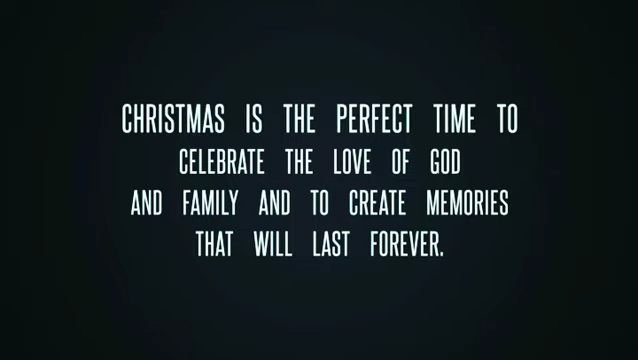 CHRISTMAS IS THE PERFECT TIME TO
CELEBRATE THE LOVE OF GOD
AND FAMILY AND TO CREATE MEMORIES
THAT WILL LAST FOREVER.